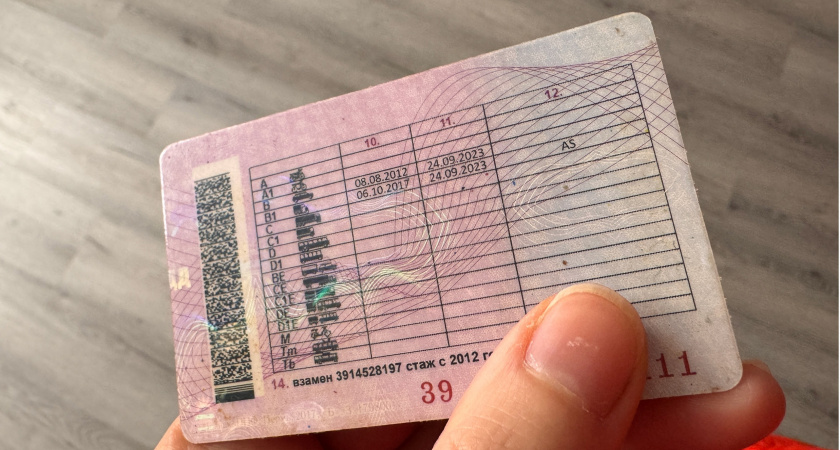 10. 11. 12.
A
A1 08.08.2012 24.09.2023 AS
B 06.10.2017 24.09.2023
B1
C
C1
D
D1
BE
CE
C1E
DE
D1E
M
Tm
Tb
14. взамен 3914528197 стаж с 2012
39 11